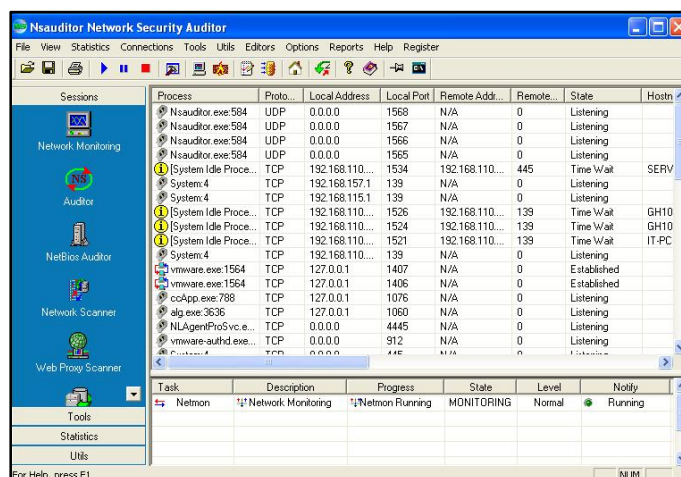 Nsauditor Network Security Auditor
File View Statistics Connections Tools Utils Editors Options Reports Help Register
Sessions
Network Monitoring
Auditor
NetBios Auditor
Network Scanner
Web Proxy Scanner
Tools
Statistics
Utils
Process Proto... Local Address Local Port Remote Addr... Remote... State Hostn
Nsauditor.exe:584 UDP 0.0.0.0 1568 N/A 0 Listening
Nsauditor.exe:584 UDP 0.0.0.0 1567 N/A 0 Listening
Nsauditor.exe:584 UDP 0.0.0.0 1566 N/A 0 Listening
Nsauditor.exe:584 UDP 0.0.0.0 1565 N/A 0 Listening
[System Idle Proce... TCP 192.168.110.... 1534 192.168.110.... 445 Time Wait SERV
System:4 TCP 192.168.157.1 139 N/A 0 Listening
System:4 TCP 192.168.115.1 139 N/A 0 Listening
[System Idle Proce... TCP 192.168.110.... 1526 192.168.110.... 139 Time Wait GH10
[System Idle Proce... TCP 192.168.110.... 1524 192.168.110.... 139 Time Wait GH10
[System Idle Proce... TCP 192.168.110.... 1521 192.168.110.... 139 Time Wait IT-PC
System:4 TCP 192.168.110.... 139 N/A 0 Listening
vmware.exe:1564 TCP 127.0.0.1 1407 N/A 0 Established
vmware.exe:1564 TCP 127.0.0.1 1406 N/A 0 Established
ccApp.exe:788 TCP 127.0.0.1 1076 N/A 0 Listening
alg.exe:3636 TCP 127.0.0.1 1060 N/A 0 Listening
NLAgentProSvc.e... TCP 0.0.0.0 4445 N/A 0 Listening
vmware-authd.exe... TCP 0.0.0.0 912 N/A 0 Listening
Task Description Progress State Level Notify
Netmon Network Monitoring Netmon Running MONITORING Normal Running
For Help, press F1
NUM